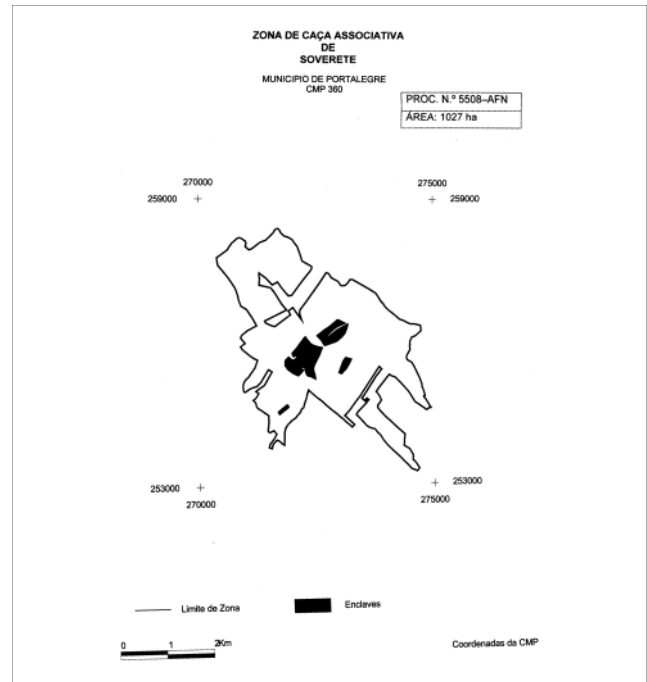 ZONA DE CAÇA ASSOCIATIVA
DE
SOVERETE
MUNICIPIO DE PORTALEGRE
CMP 360
PROC. N.º 5508–AFN
ÁREA: 1027 ha
270000
275000
259000
259000
253000
253000
270000
275000
Limite de Zona
Enclaves
0 1 2Km
Coordenadas da CMP